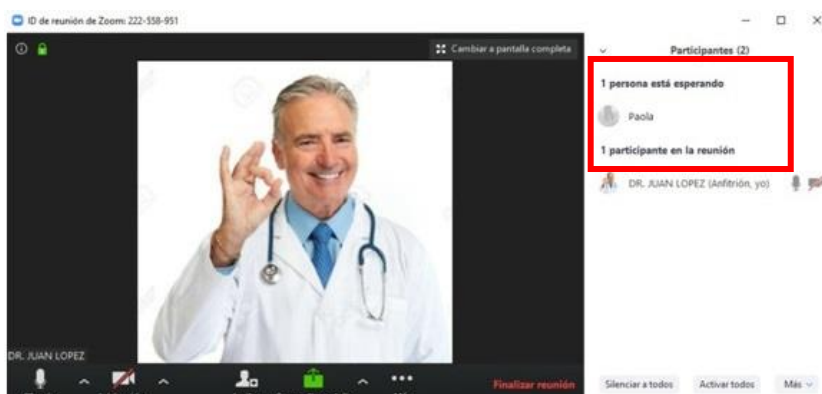 ID de reunión de Zoom: 222-558-951
Cambiar a pantalla completa
Participantes (2)
1 persona está esperando
Paola
1 participante en la reunión
DR. JUAN LOPEZ (Anfitrión, yo)
DR. JUAN LOPEZ
Finalizar reunión
Silenciar a todos
Activar todos
Más